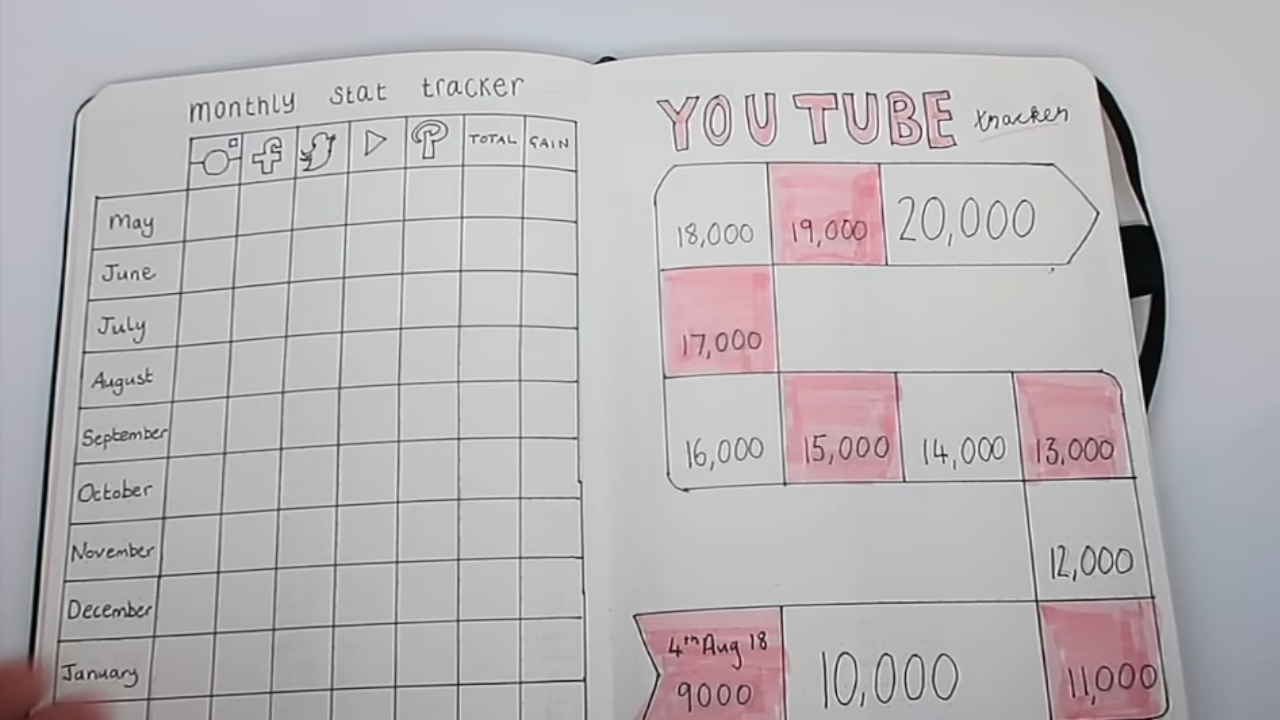 monthly stat tracker
TOTAL GAIN
May
June
July
August
September
October
November
December
January
YOUTUBE tracker
18,000 19,000 20,000
17,000
16,000 15,000 14,000 13,000
12,000
4th Aug 18
9000 10,000 11,000